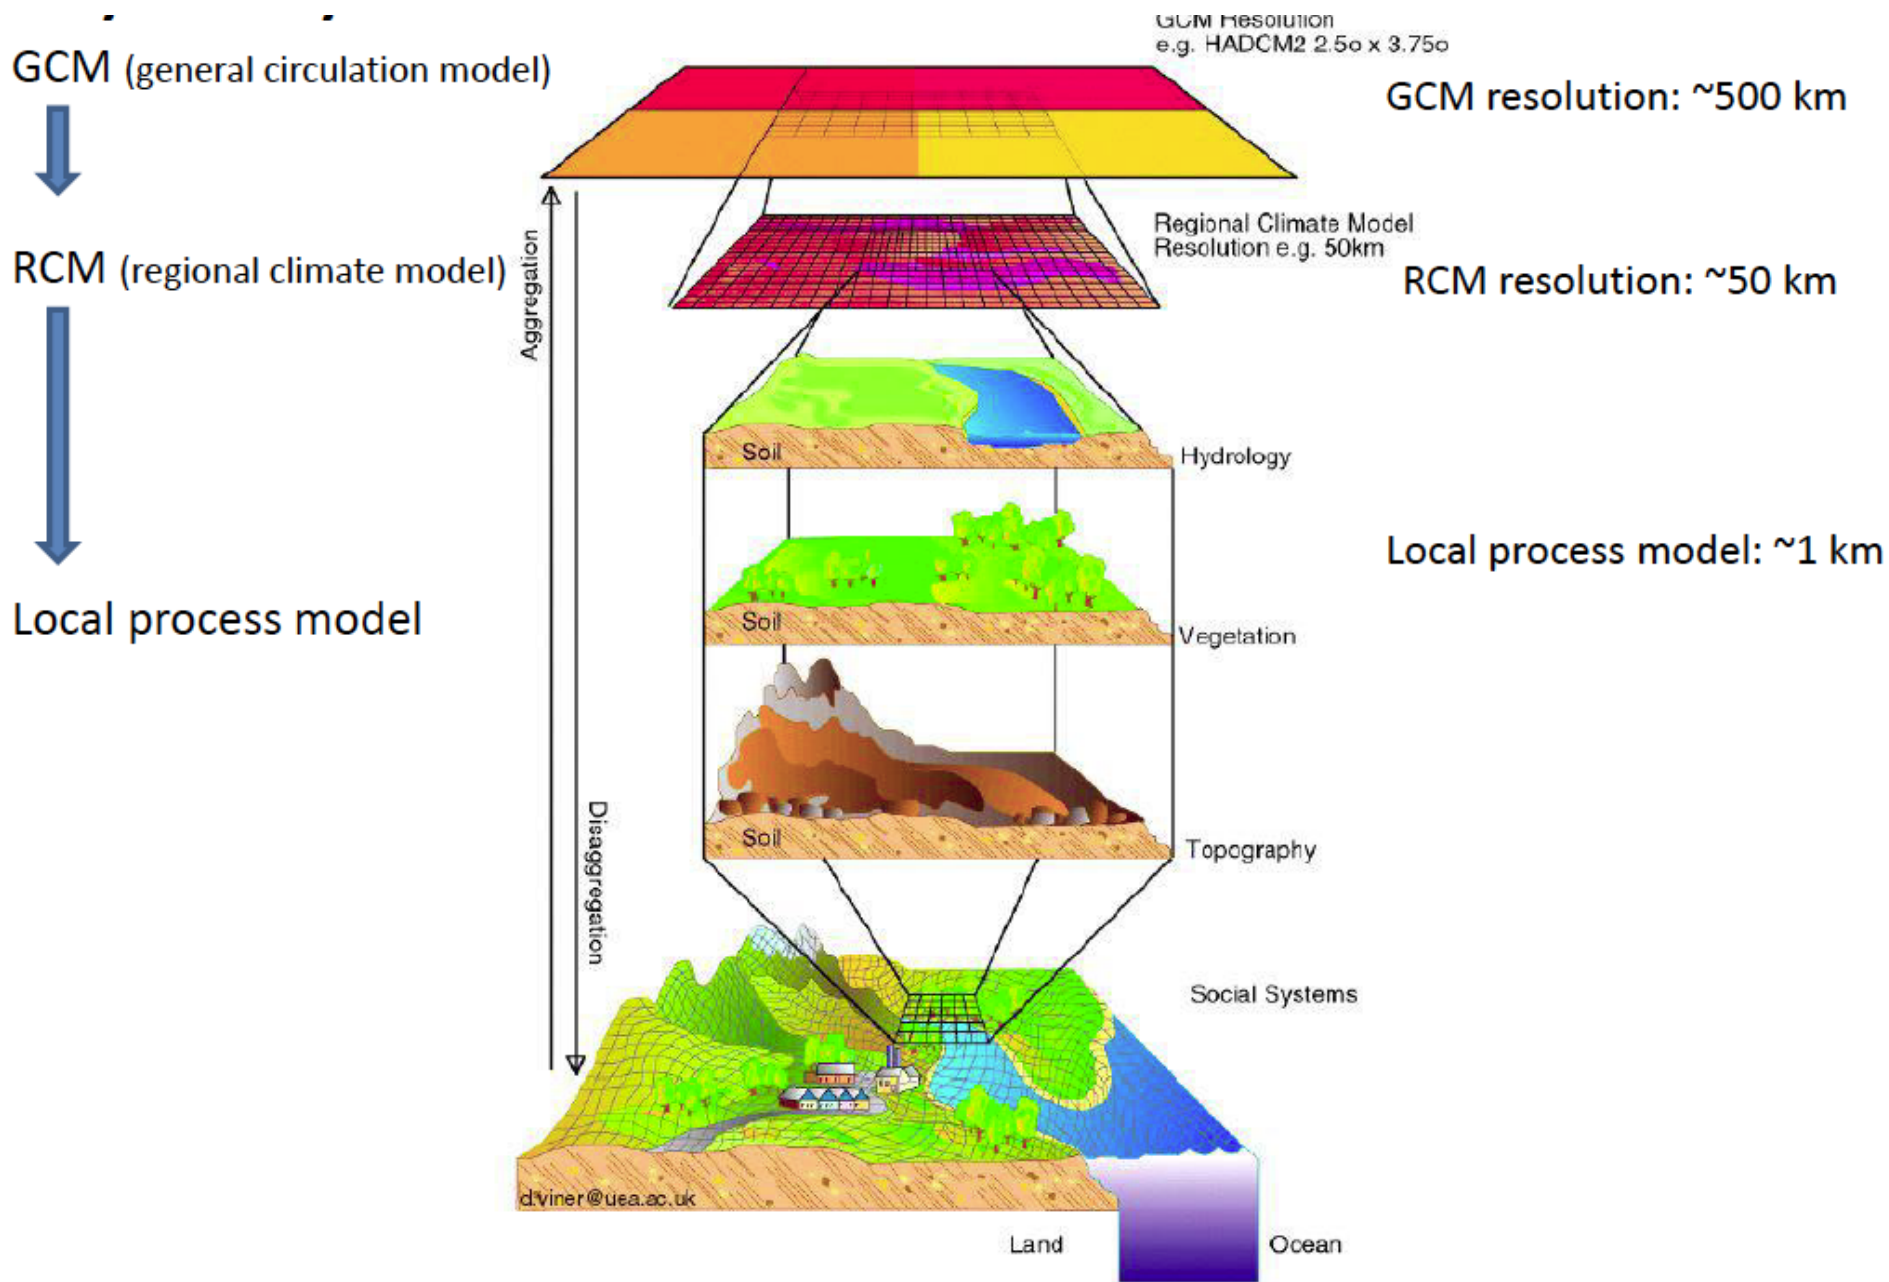 GCM Resolution
e.g. HADCM2 2.5o x 3.75o
GCM (general circulation model)
GCM resolution: ~500 km
Regional Climate Model
Resolution e.g. 50km
RCM (regional climate model)
RCM resolution: ~50 km
Aggregation
Soil
Hydrology
Local process model: ~1 km
Local process model
Soil
Vegetation
Soil
Topography
Disaggregation
Social Systems
d.viner@uea.ac.uk
Land
Ocean